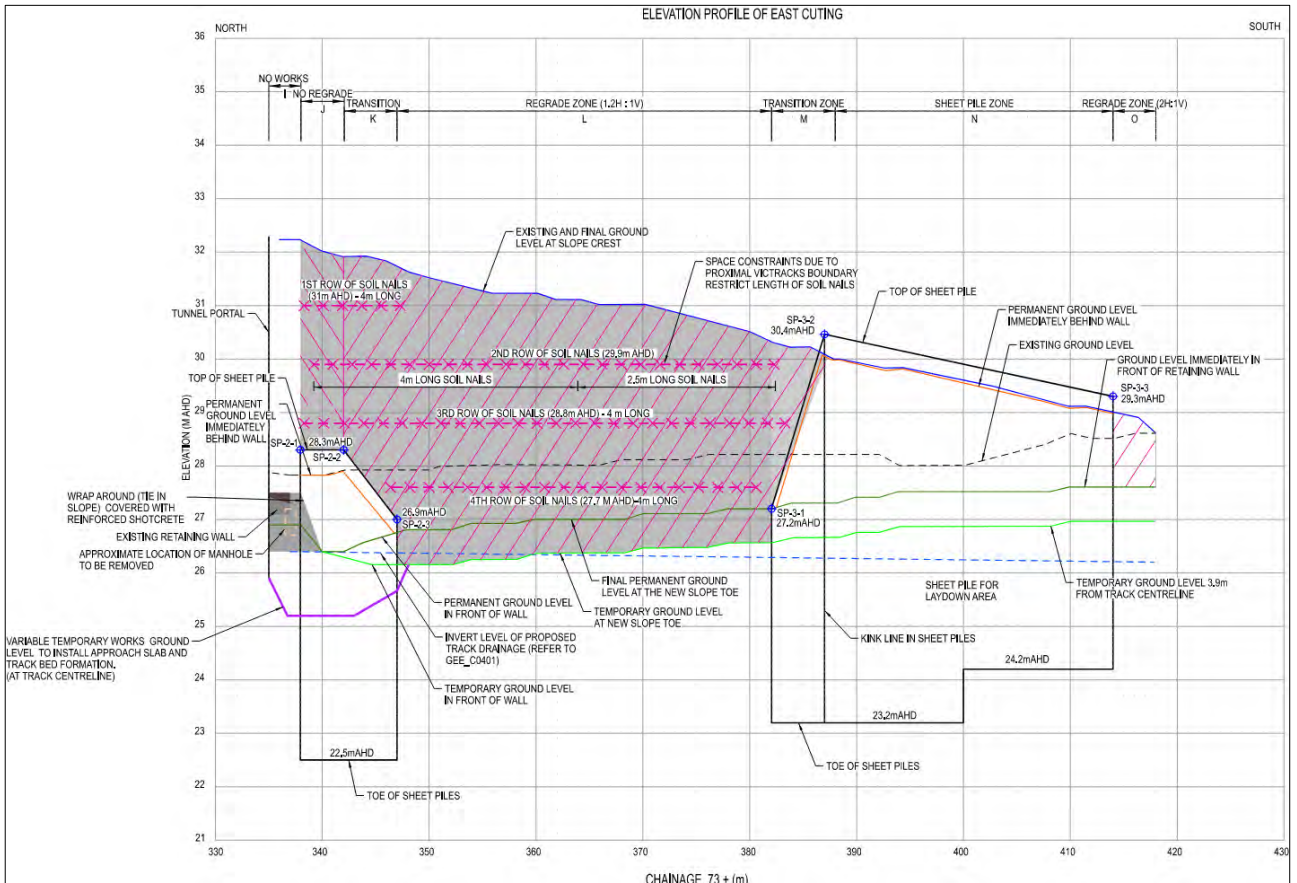 ELEVATION PROFILE OF EAST CUTING
NORTH
SOUTH
36
35
34
33
32
31
30
29
28
27
26
25
24
23
22
21
ELEVATION (M AHD)
NO WORKS
I
NO REGRADE
J
TRANSITION
K
REGRADE ZONE (1.2H : 1V)
L
TRANSITION ZONE
M
SHEET PILE ZONE
N
REGRADE ZONE (2H:1V)
O
EXISTING AND FINAL GROUND
LEVEL AT SLOPE CREST
SPACE CONSTRAINTS DUE TO
PROXIMAL VICTRACKS BOUNDARY
RESTRICT LENGTH OF SOIL NAILS
1ST ROW OF SOIL NAILS
(31m AHD) - 4m LONG
TUNNEL PORTAL
TOP OF SHEET PILE
SP-3-2
30.4mAHD
PERMANENT GROUND LEVEL
IMMEDIATELY BEHIND WALL
EXISTING GROUND LEVEL
GROUND LEVEL IMMEDIATELY IN
FRONT OF RETAINING WALL
2ND ROW OF SOIL NAILS (29.9m AHD)
4m LONG SOIL NAILS
2.5m LONG SOIL NAILS
TOP OF SHEET PILE
SP-3-3
29.3mAHD
PERMANENT
GROUND LEVEL
IMMEDIATELY
BEHIND WALL
3RD ROW OF SOIL NAILS (28.8m AHD) - 4 m LONG
SP-2-1
28.3mAHD
SP-2-2
4TH ROW OF SOIL NAILS (27.7 M AHD)-4m LONG
WRAP AROUND (TIE IN
SLOPE) COVERED WITH
REINFORCED SHOTCRETE
26.9mAHD
SP-2-3
SP-3-1
27.2mAHD
EXISTING RETAINING WALL
APPROXIMATE LOCATION OF MANHOLE
TO BE REMOVED
FINAL PERMANENT GROUND
LEVEL AT THE NEW SLOPE TOE
SHEET PILE FOR
LAYDOWN AREA
TEMPORARY GROUND LEVEL 3.9m
FROM TRACK CENTRELINE
PERMANENT GROUND LEVEL
IN FRONT OF WALL
TEMPORARY GROUND LEVEL
AT NEW SLOPE TOE
VARIABLE TEMPORARY WORKS GROUND
LEVEL TO INSTALL APPROACH SLAB AND
TRACK BED FORMATION.
(AT TRACK CENTRELINE)
INVERT LEVEL OF PROPOSED
TRACK DRAINAGE (REFER TO
GEE_C0401)
KINK LINE IN SHEET PILES
TEMPORARY GROUND LEVEL
IN FRONT OF WALL
24.2mAHD
23.2mAHD
22.5mAHD
TOE OF SHEET PILES
TOE OF SHEET PILES
330
340
350
360
370
380
390
400
410
420
430
CHAINAGE 73 + (m)